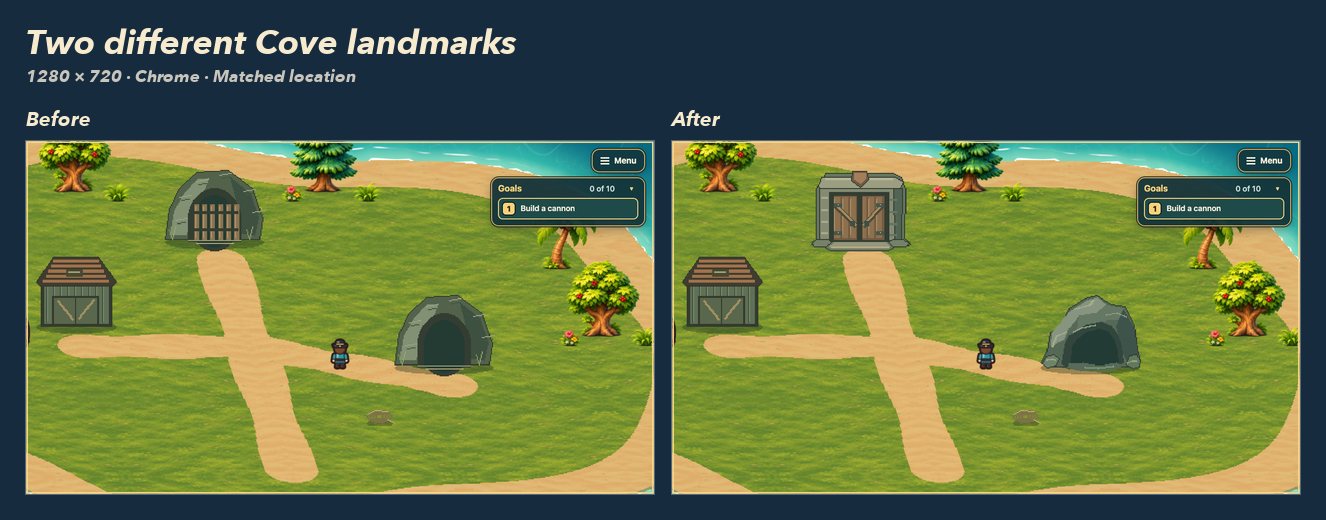 Two different Cove landmarks
1280 × 720 · Chrome · Matched location
Before
After
Menu
Goals 0 of 10
1 Build a cannon
Menu
Goals 0 of 10
1 Build a cannon